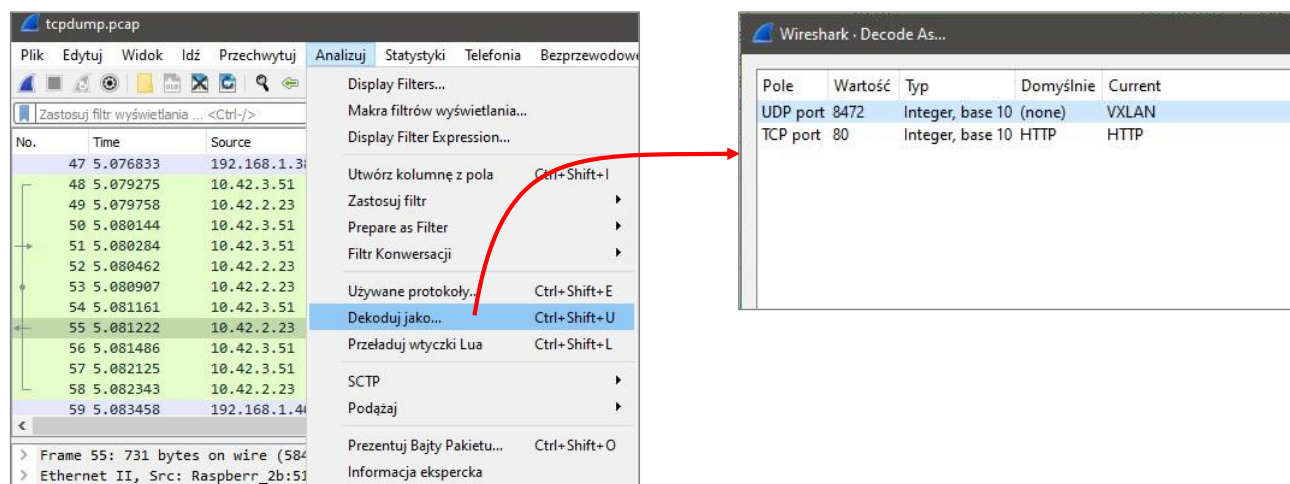 tcpdump.pcap
Plik Edytuj Widok Idź Przechwytuj Analizuj Statystyki Telefonia Bezprzewodowe
Zastosuj filtr wyświetlania ... <Ctrl-/>
No. Time Source
47 5.076833 192.168.1.38
48 5.079275 10.42.3.51
49 5.079758 10.42.2.23
50 5.080144 10.42.3.51
51 5.080284 10.42.3.51
52 5.080462 10.42.2.23
53 5.080907 10.42.2.23
54 5.081161 10.42.3.51
55 5.081222 10.42.2.23
56 5.081486 10.42.3.51
57 5.082125 10.42.3.51
58 5.082343 10.42.2.23
59 5.083458 192.168.1.40
Frame 55: 731 bytes on wire (584
Ethernet II, Src: Raspberr_2b:51
Display Filters...
Makra filtrów wyświetlania...
Display Filter Expression...
Utwórz kolumnę z pola Ctrl+Shift+I
Zastosuj filtr
Prepare as Filter
Filtr Konwersacji
Używane protokoły... Ctrl+Shift+E
Dekoduj jako... Ctrl+Shift+U
Przeładuj wtyczki Lua Ctrl+Shift+L
SCTP
Podążaj
Prezentuj Bajty Pakietu... Ctrl+Shift+O
Informacja ekspercka
Wireshark · Decode As...
Pole Wartość Typ Domyślnie Current
UDP port 8472 Integer, base 10 (none) VXLAN
TCP port 80 Integer, base 10 HTTP HTTP